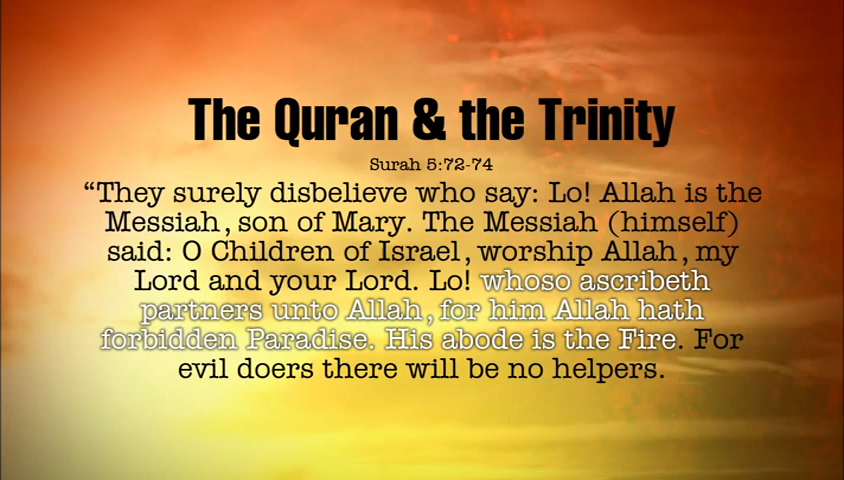 The Quran & the Trinity
Surah 5:72-74
“They surely disbelieve who say: Lo! Allah is the
Messiah, son of Mary. The Messiah (himself)
said: O Children of Israel, worship Allah, my
Lord and your Lord. Lo! whoso ascribeth
partners unto Allah, for him Allah hath
forbidden Paradise. His abode is the Fire. For
evil doers there will be no helpers.